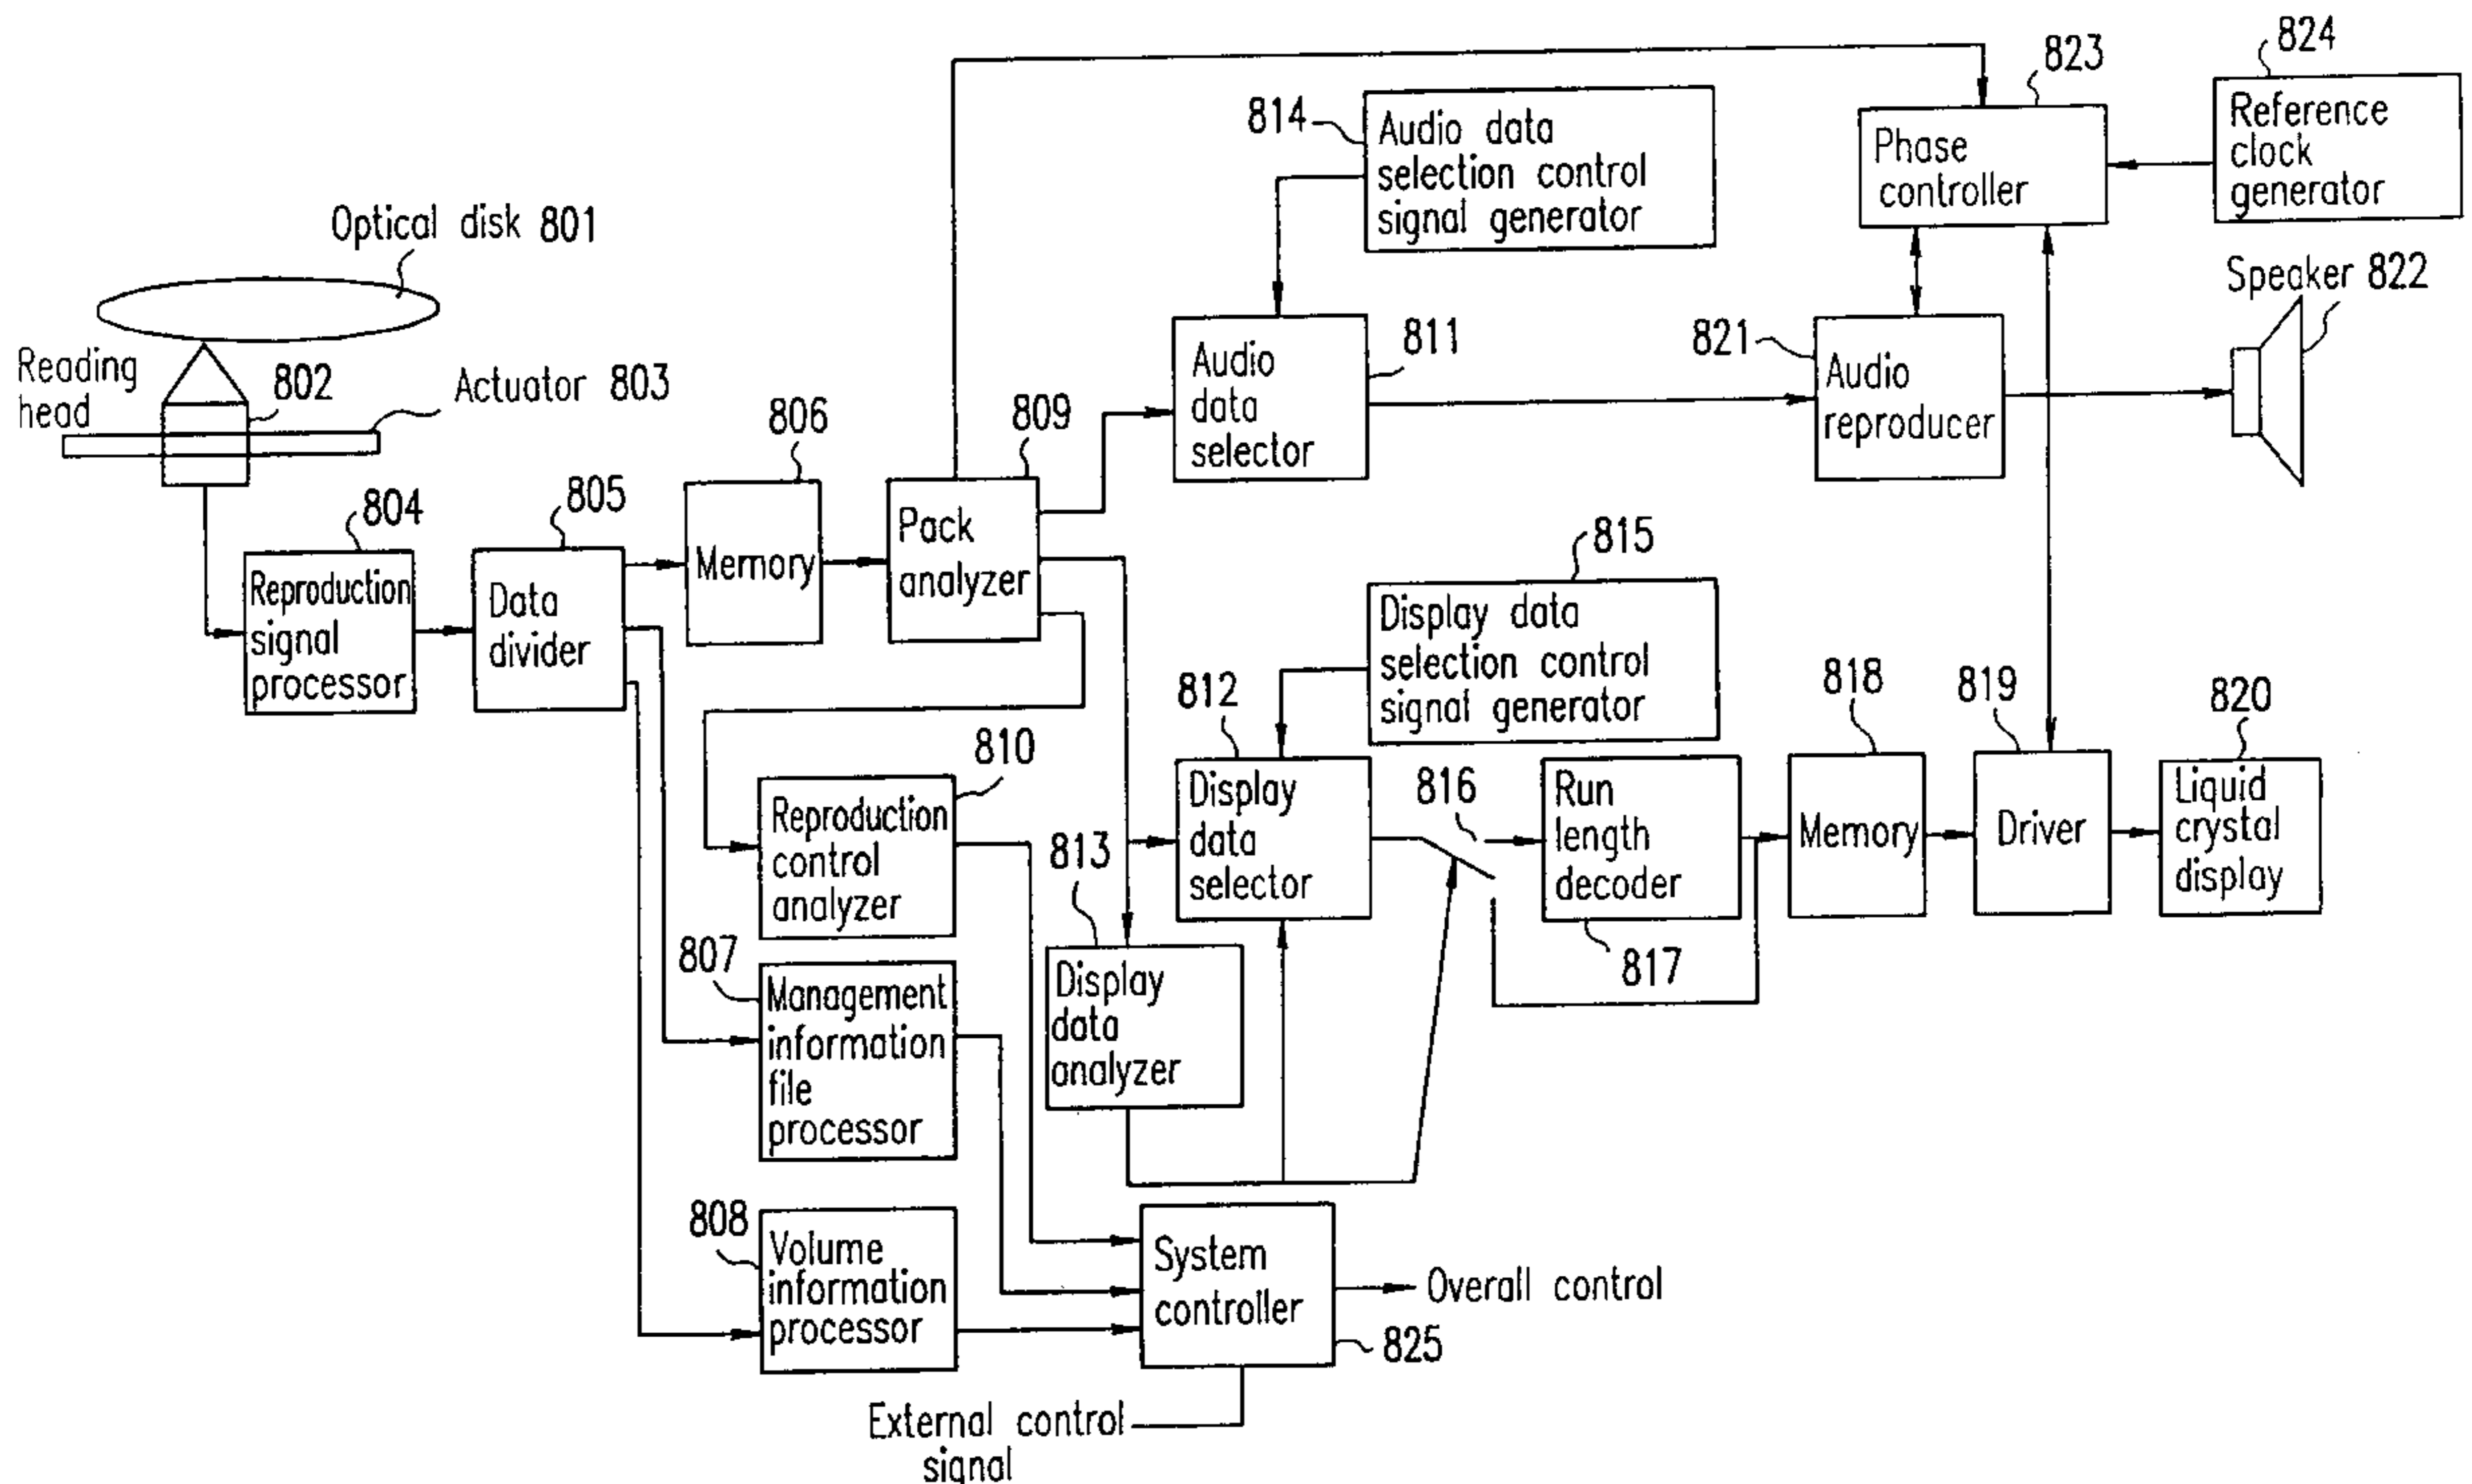 824
823
Reference
clock
generator
814
Audio data
selection control
signal generator
Phase
controller
Optical disk 801
Speaker 822
Reading
head
802
Actuator 803
811
Audio
data
selector
821
Audio
reproducer
806
809
804
805
Memory
Pack
analyzer
815
Reproduction
signal
processor
Data
divider
Display data
selection control
signal generator
812
818
819
820
810
Reproduction
control
analyzer
813
Display
data
selector
816
Run
length
decoder
817
Memory
Driver
Liquid
crystal
display
807
Management
information
file
processor
Display
data
analyzer
808
Volume
information
processor
System
controller
825
Overall control
External control
signal